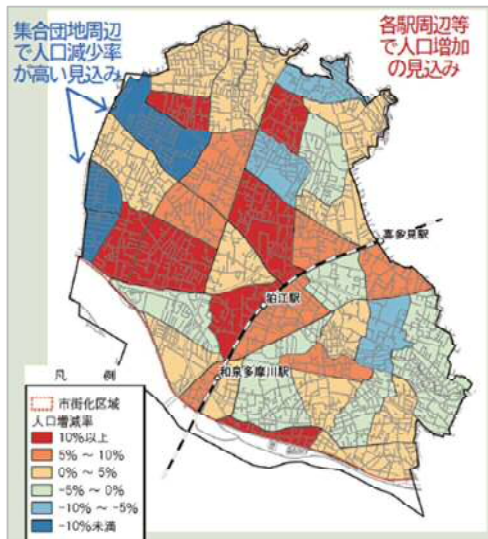 集合団地周辺
で人口減少率
が高い見込み
各駅周辺等
で人口増加
の見込み
喜多見駅
狛江駅
和泉多摩川駅
凡 例
市街化区域
人口増減率
10%以上
5% ~ 10%
0% ~ 5%
-5% ~ 0%
-10% ~ -5%
-10%未満